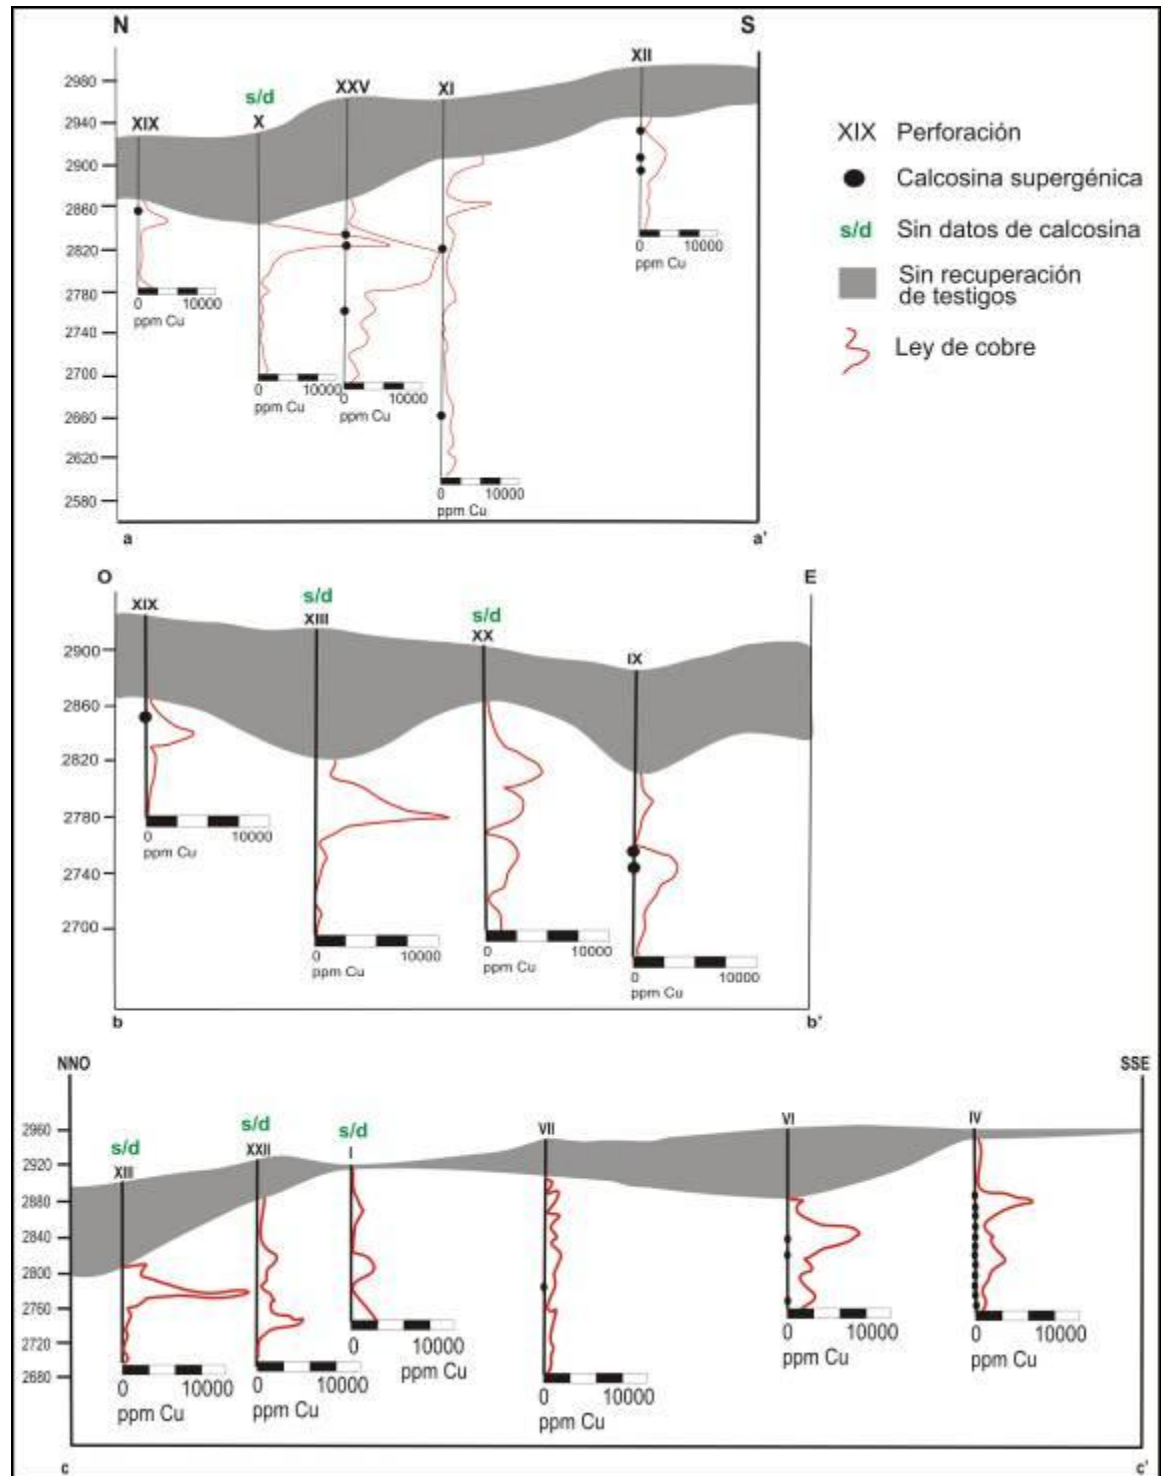 N
S
XII
2980
XXV
XI
s/d
X
XIX
2940
2900
2860
2820
2780
2740
2700
2660
2620
2580
0 10000
ppm Cu
0 10000
ppm Cu
0 10000
ppm Cu
0 10000
ppm Cu
0 10000
ppm Cu
a
a'
XIX Perforación
Calcosina supergénica
s/d Sin datos de calcosina
Sin recuperación
de testigos
Ley de cobre
O
E
XIX
s/d
XIII
s/d
XX
IX
2900
2860
2820
2780
2740
2700
0 10000
ppm Cu
0 10000
ppm Cu
0 10000
ppm Cu
0 10000
ppm Cu
b
b'
NNO
SSE
s/d
XIII
s/d
XXII
s/d
I
VII
VI
IV
2960
2920
2880
2840
2800
2760
2720
2680
0 10000
ppm Cu
0 10000
ppm Cu
0 10000
ppm Cu
0 10000
ppm Cu
0 10000
ppm Cu
0 10000
ppm Cu
c
c'